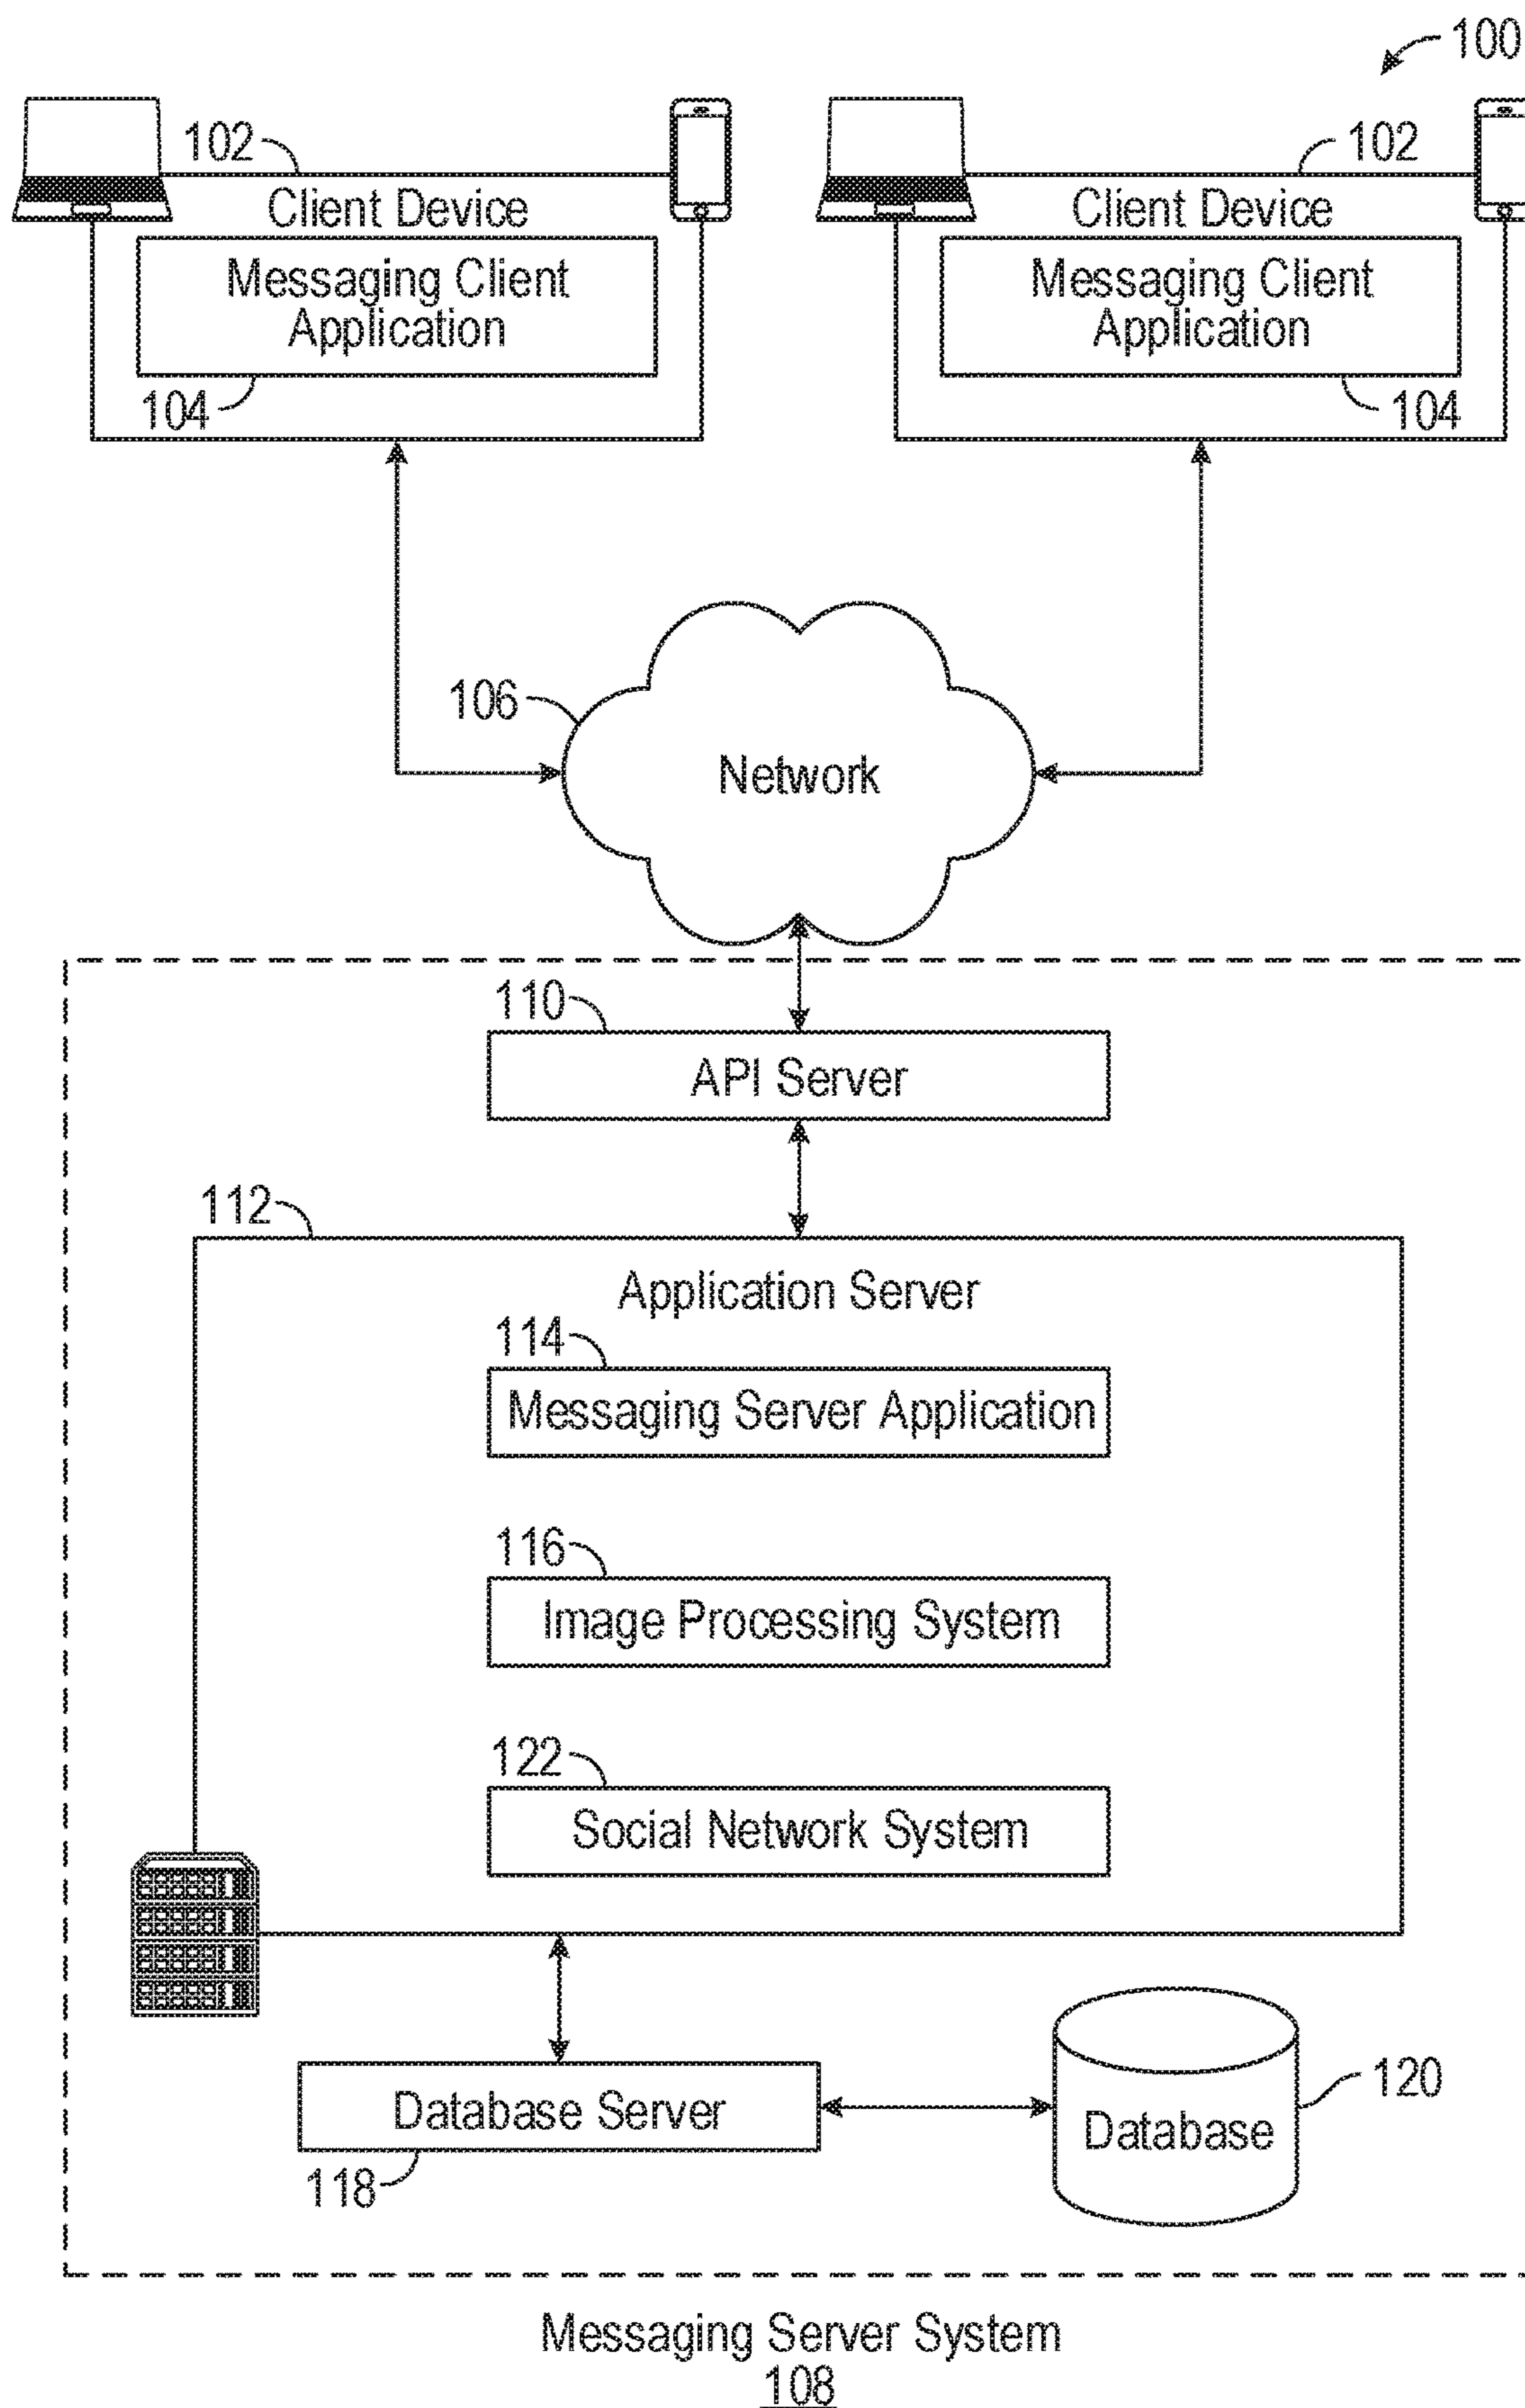 100
102
102
Client Device
Client Device
Messaging Client
Application
Messaging Client
Application
104
104
106
Network
110
API Server
112
Application Server
114
Messaging Server Application
116
Image Processing System
122
Social Network System
Database Server
118
Database
120
Messaging Server System
108